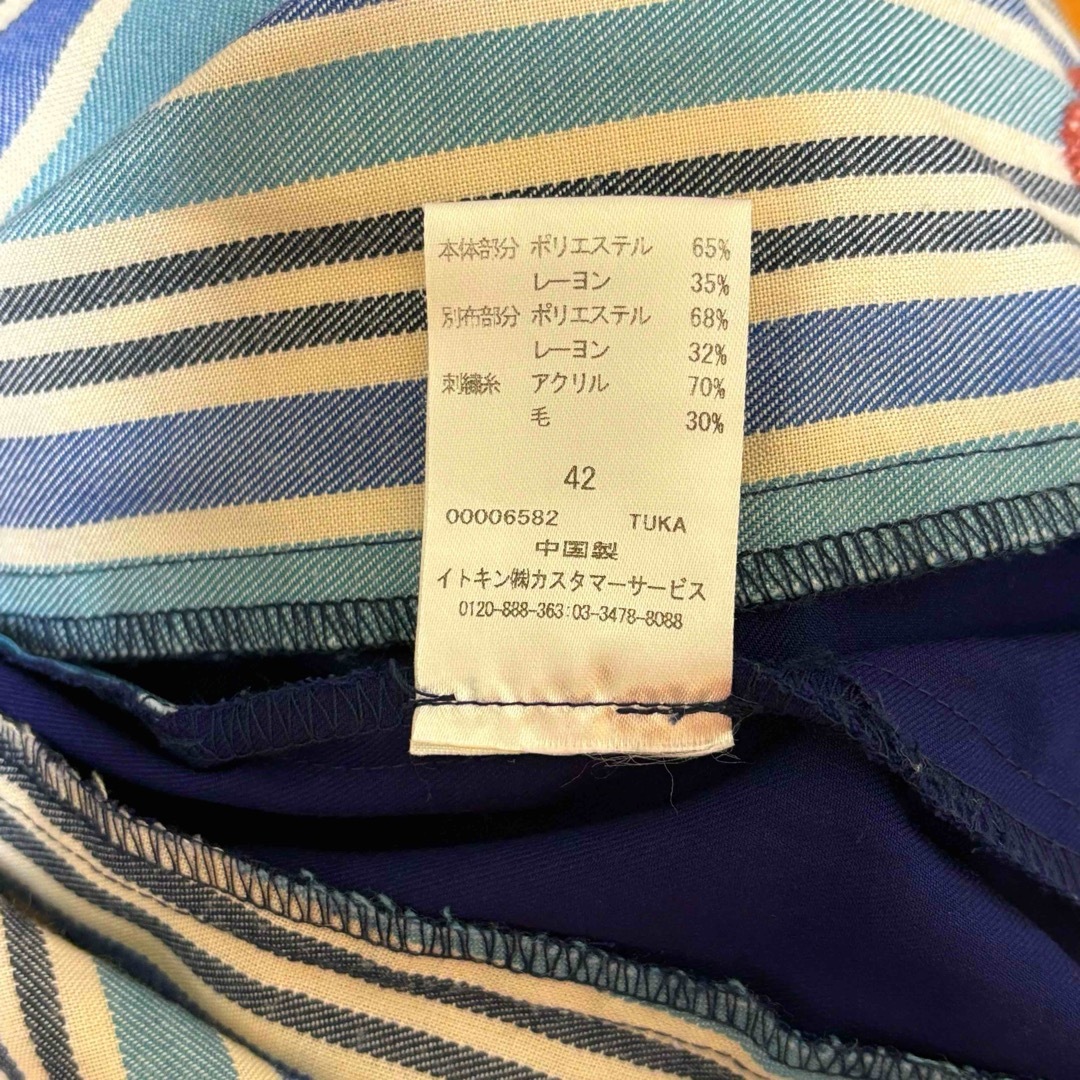 本体部分 ポリエステル 65%
レーヨン 35%
別布部分 ポリエステル 68%
レーヨン 32%
刺繍糸 アクリル 70%
毛 30%
42
00006582 TUKA
中国製
イトキン㈱カスタマーサービス
0120-888-363:03-3478-8088